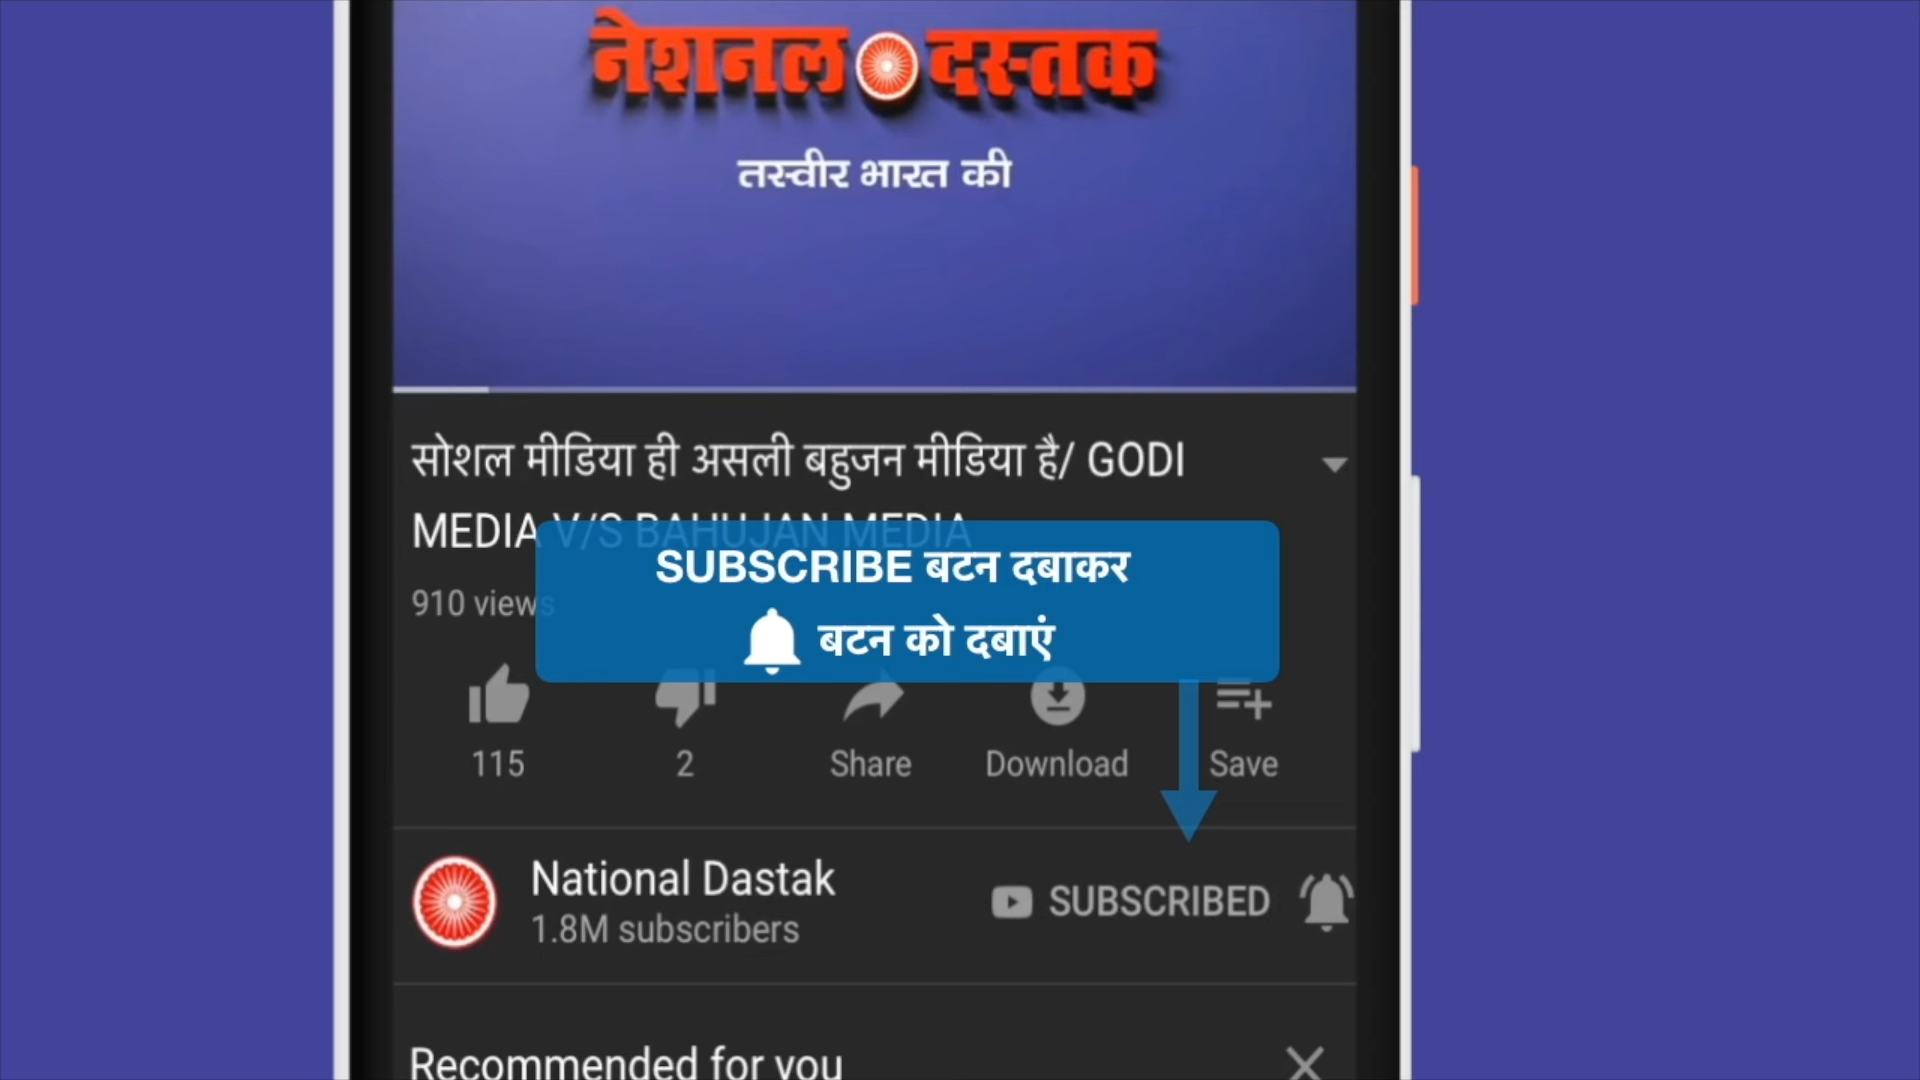 नेशनल दस्तक
तस्वीर भारत की
सोशल मीडिया ही असली बहुजन मीडिया है/ GODI
MEDIA V/S BAHUJAN MEDIA
SUBSCRIBE बटन दबाकर
बटन को दबाएं
910 views
115
2
Share
Download
Save
National Dastak
1.8M subscribers
SUBSCRIBED
Recommended for you